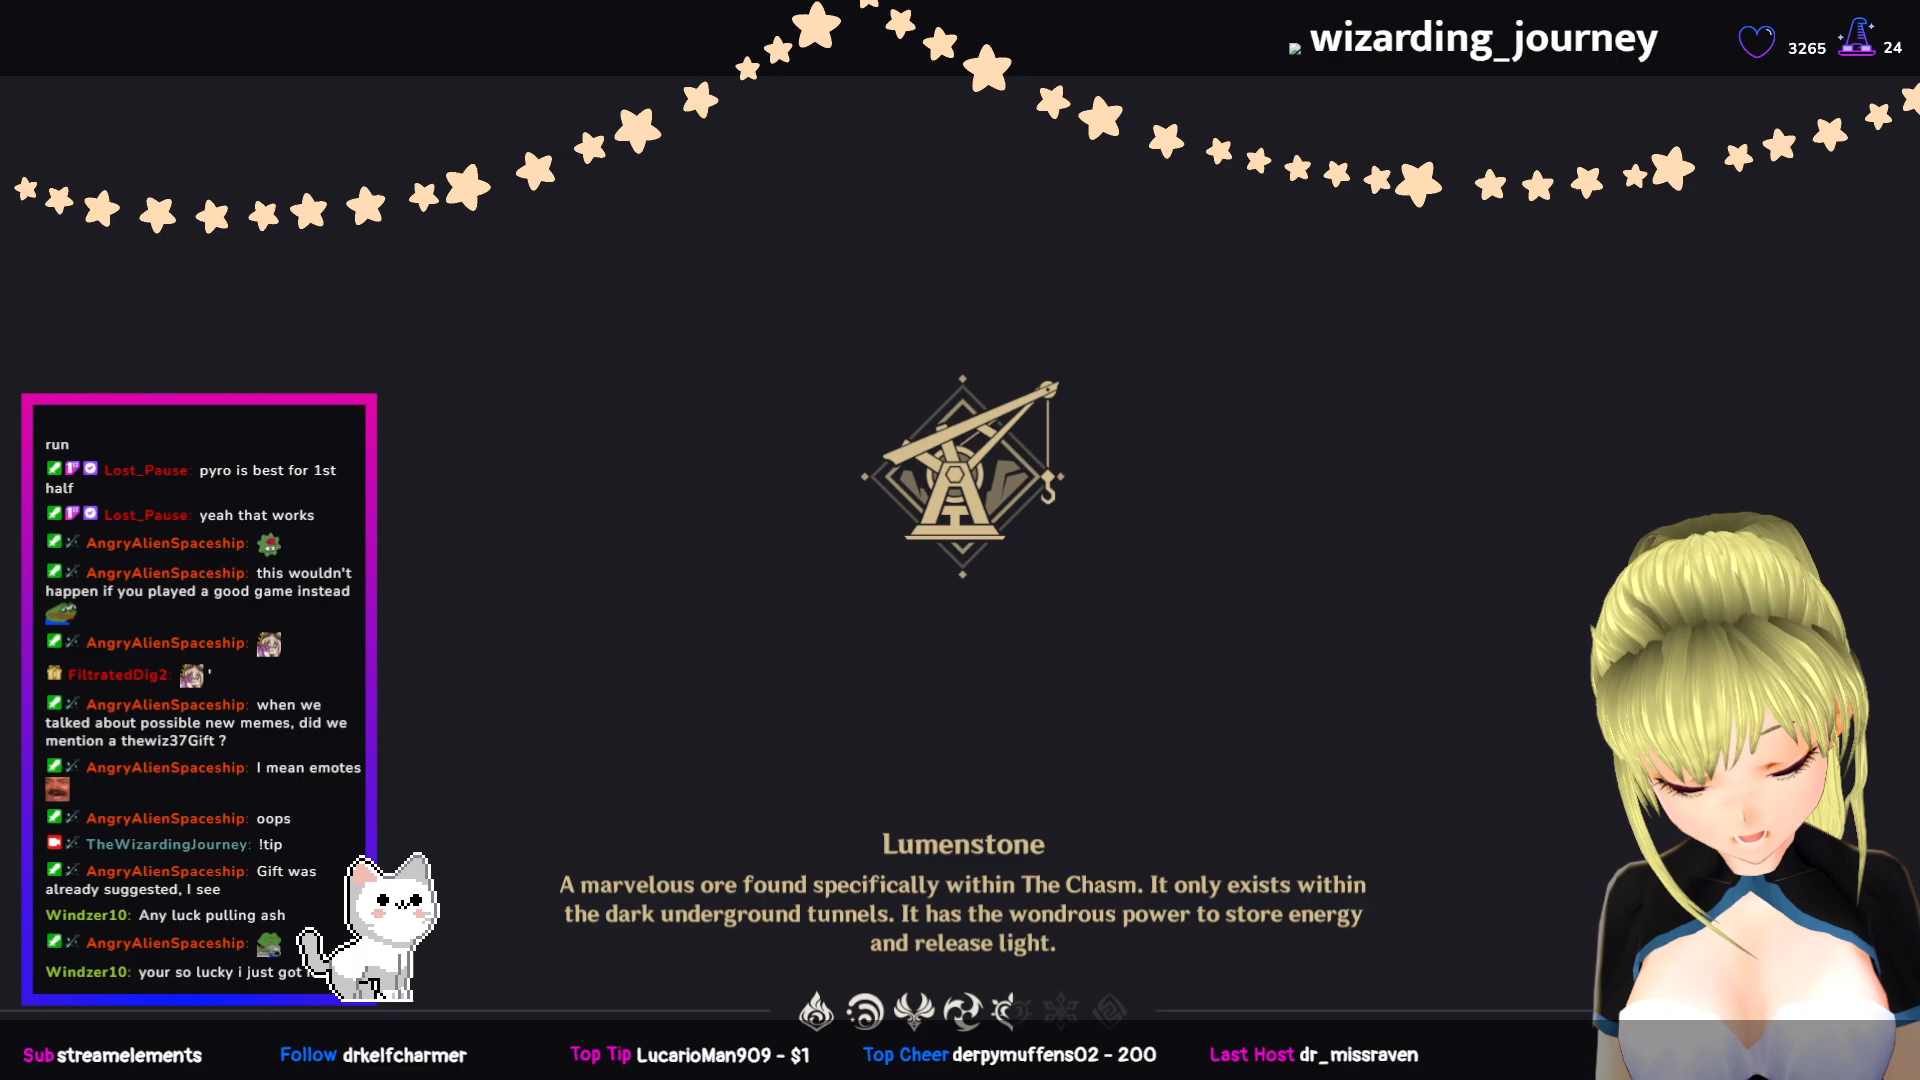 wizarding_journey
3265
24
run
Lost_Pause: pyro is best for 1st
half
Lost_Pause: yeah that works
AngryAlienSpaceship:
AngryAlienSpaceship: this wouldn't
happen if you played a good game instead
AngryAlienSpaceship:
FiltratedDig2: '
AngryAlienSpaceship: when we
talked about possible new memes, did we
mention a thewiz37Gift ?
AngryAlienSpaceship: I mean emotes
AngryAlienSpaceship: oops
TheWizardingJourney: !tip
AngryAlienSpaceship: Gift was
already suggested, I see
Windzer10: Any luck pulling ash
AngryAlienSpaceship:
Windzer10: your so lucky i just got
Lumenstone
A marvelous ore found specifically within The Chasm. It only exists within
the dark underground tunnels. It has the wondrous power to store energy
and release light.
Sub streamelements
Follow drkelfcharmer
Top Tip LucarioMan909 - $1
Top Cheer derpymuffens02 - 200
Last Host dr_missraven